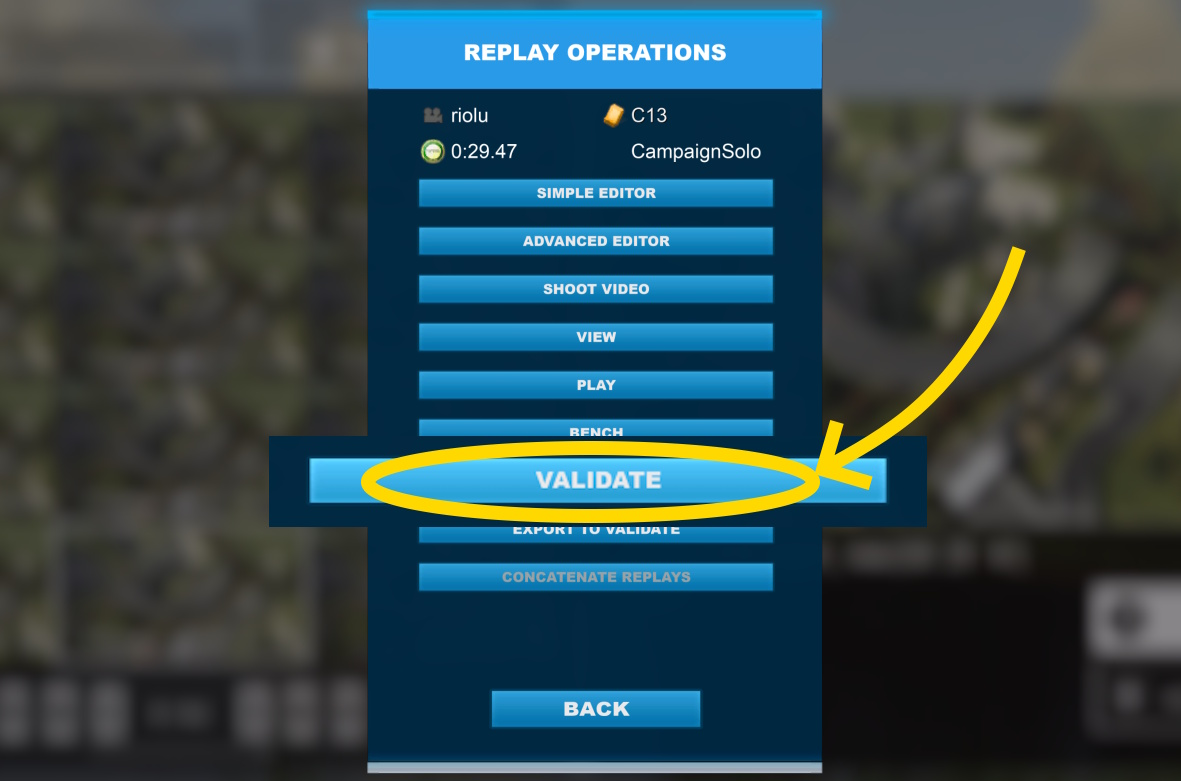 REPLAY OPERATIONS
riolu
C13
0:29.47
CampaignSolo
SIMPLE EDITOR
ADVANCED EDITOR
SHOOT VIDEO
VIEW
PLAY
BENCH
VALIDATE
EXPORT TO VALIDATE
CONCATENATE REPLAYS
BACK